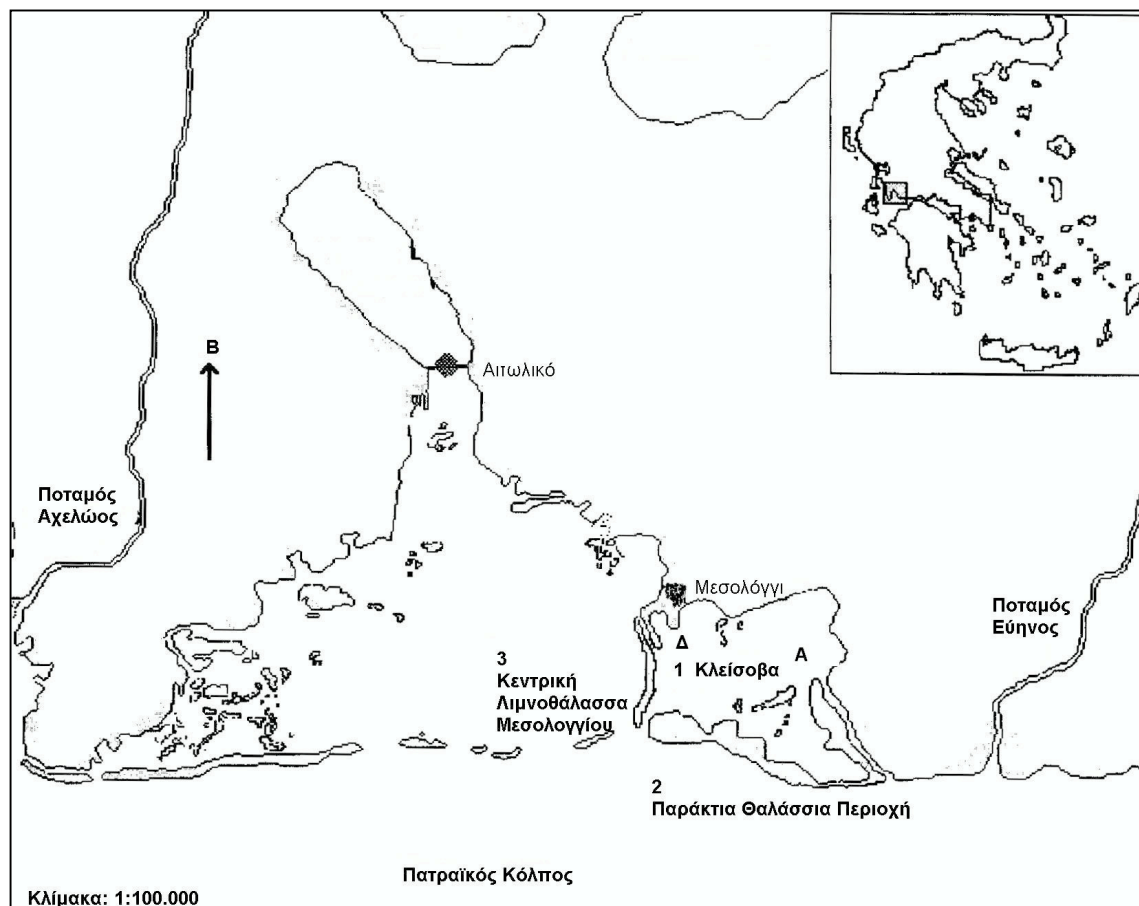 Β
Αιτωλικό
Ποταμός
Αχελώος
Μεσολόγγι
Ποταμός
Εύηνος
Δ
Α
1 Κλείσοβα
3
Κεντρική
Λιμνοθάλασσα
Μεσολογγίου
2
Παράκτια Θαλάσσια Περιοχή
Πατραϊκός Κόλπος
Κλίμακα: 1:100.000